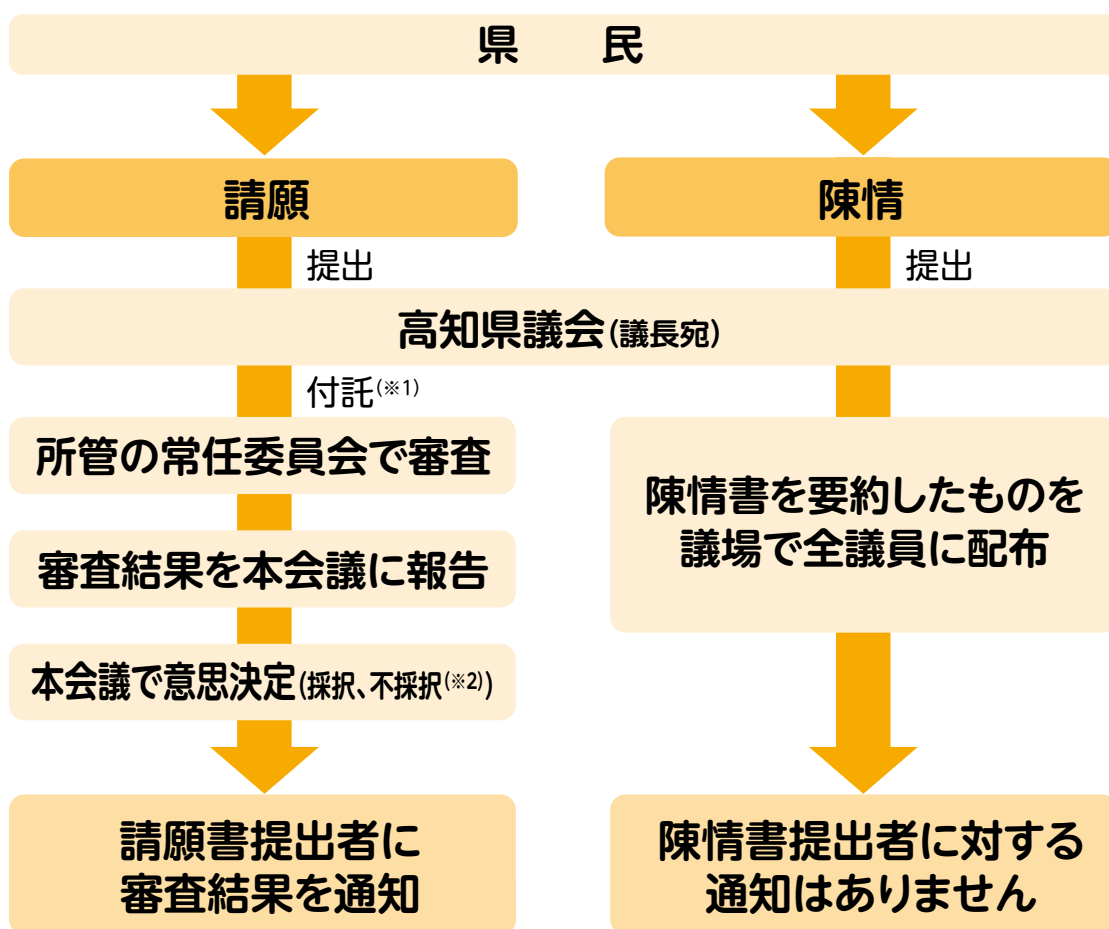 県　民
請願
陳情
提出
提出
高知県議会(議長宛)
付託(※1)
所管の常任委員会で審査
審査結果を本会議に報告
本会議で意思決定(採択、不採択(※2))
陳情書を要約したものを
議場で全議員に配布
請願書提出者に
審査結果を通知
陳情書提出者に対する
通知はありません